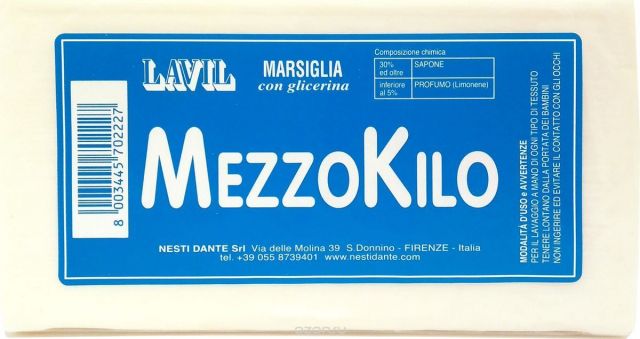 LAVIL
MARSIGLIA
con glicerina
Composizione chimica
30%
ed oltre
SAPONE
inferiore
al 5%
PROFUMO (Limonene)
MEZZOKILO
8 003445 702227
NESTI DANTE Srl Via delle Molina 39 S.Donnino - FIRENZE - Italia
tel. +39 055 8739401 www.nestidante.com
MODALITÀ D'USO e AVVERTENZE
PER IL LAVAGGIO A MANO DI OGNI TIPO DI TESSUTO
TENERE LONTANO DALLA PORTATA DEI BAMBINI
NON INGERIRE ED EVITARE IL CONTATTO CON GLI OCCHI
ozon.ru